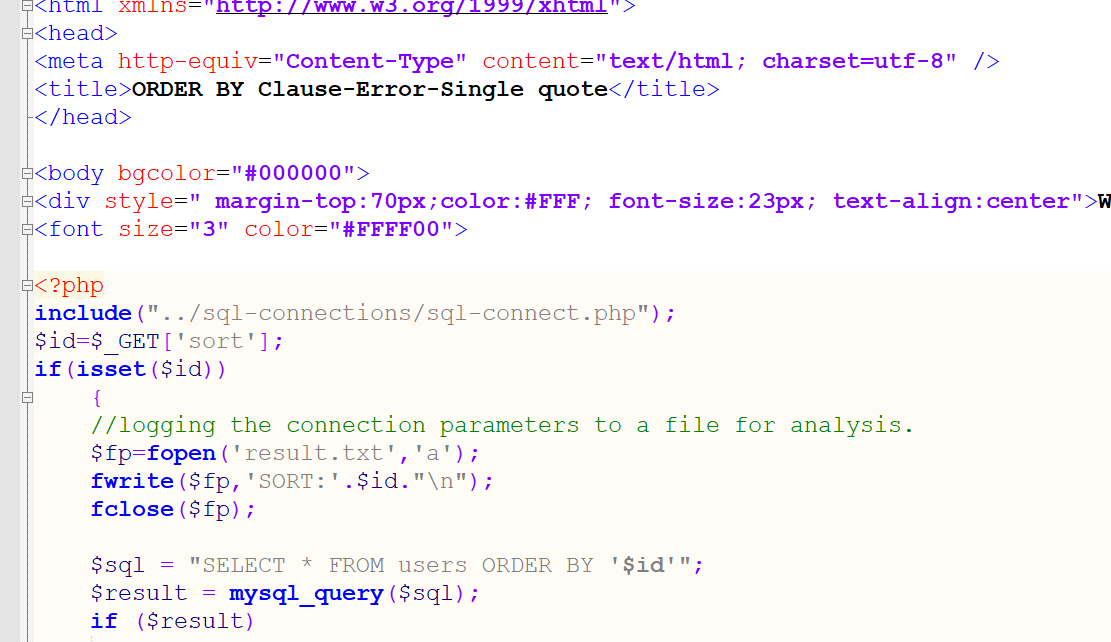 <html xmlns="http://www.w3.org/1999/xhtml">
<head>
<meta http-equiv="Content-Type" content="text/html; charset=utf-8" />
<title>ORDER BY Clause-Error-Single quote</title>
</head>
<body bgcolor="#000000">
<div style=" margin-top:70px;color:#FFF; font-size:23px; text-align:center">W
<font size="3" color="#FFFF00">
<?php
include("../sql-connections/sql-connect.php");
$id=$_GET['sort'];
if(isset($id))
{
//logging the connection parameters to a file for analysis.
$fp=fopen('result.txt','a');
fwrite($fp,'SORT:'.$id."\n");
fclose($fp);
$sql = "SELECT * FROM users ORDER BY '$id'";
$result = mysql_query($sql);
if ($result)